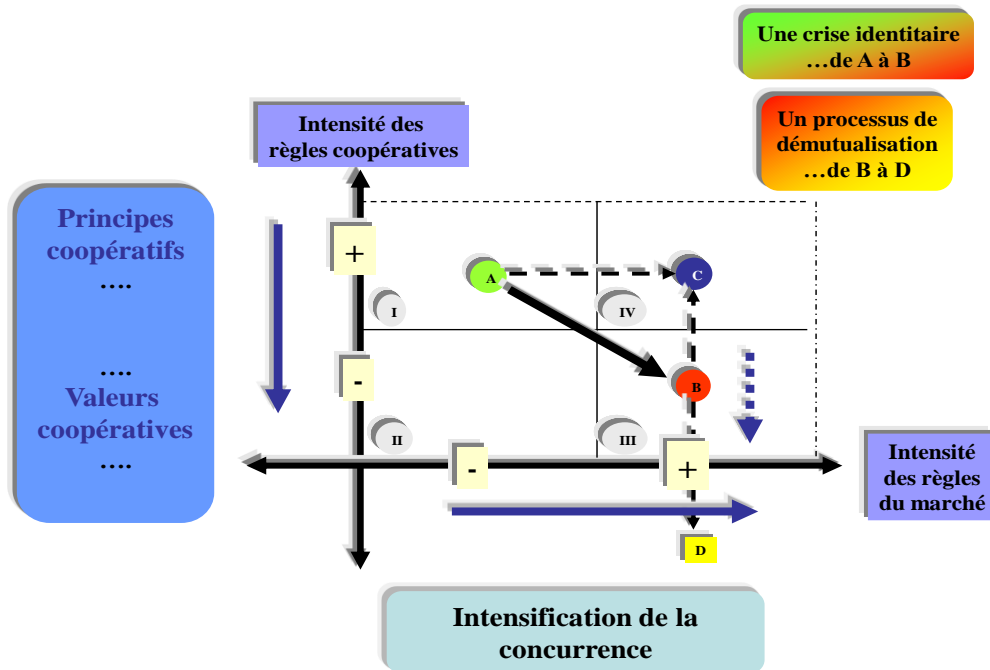 Une crise identitaire
…de A à B
Un processus de
démutualisation
…de B à D
Intensité des
règles coopératives
Principes
coopératifs
….
….
Valeurs
coopératives
….
+
A
C
I
IV
-
B
II
III
-
+
Intensité
des règles
du marché
D
Intensification de la
concurrence